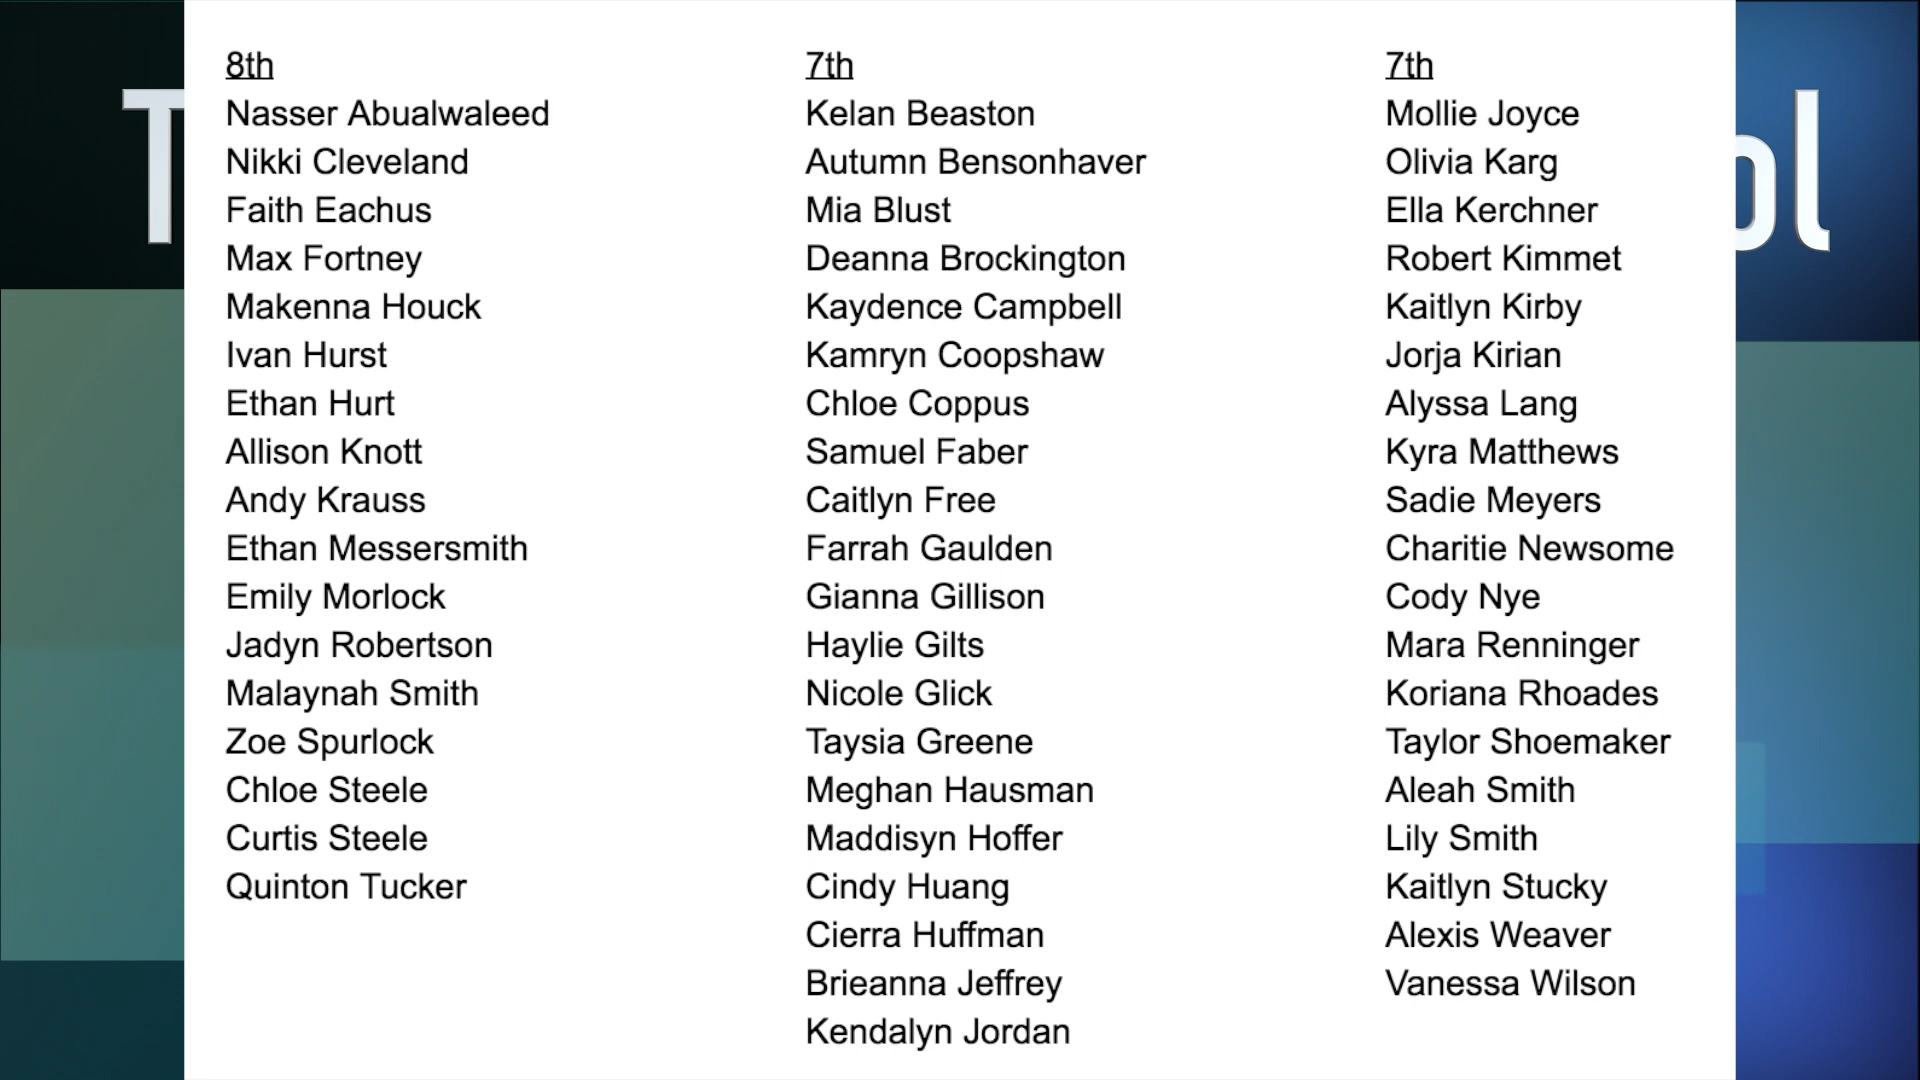 8th
Nasser Abualwaleed
Nikki Cleveland
Faith Eachus
Max Fortney
Makenna Houck
Ivan Hurst
Ethan Hurt
Allison Knott
Andy Krauss
Ethan Messersmith
Emily Morlock
Jadyn Robertson
Malaynah Smith
Zoe Spurlock
Chloe Steele
Curtis Steele
Quinton Tucker
7th
Kelan Beaston
Autumn Bensonhaver
Mia Blust
Deanna Brockington
Kaydence Campbell
Kamryn Coopshaw
Chloe Coppus
Samuel Faber
Caitlyn Free
Farrah Gaulden
Gianna Gillison
Haylie Gilts
Nicole Glick
Taysia Greene
Meghan Hausman
Maddisyn Hoffer
Cindy Huang
Cierra Huffman
Brieanna Jeffrey
Kendalyn Jordan
7th
Mollie Joyce
Olivia Karg
Ella Kerchner
Robert Kimmet
Kaitlyn Kirby
Jorja Kirian
Alyssa Lang
Kyra Matthews
Sadie Meyers
Charitie Newsome
Cody Nye
Mara Renninger
Koriana Rhoades
Taylor Shoemaker
Aleah Smith
Lily Smith
Kaitlyn Stucky
Alexis Weaver
Vanessa Wilson